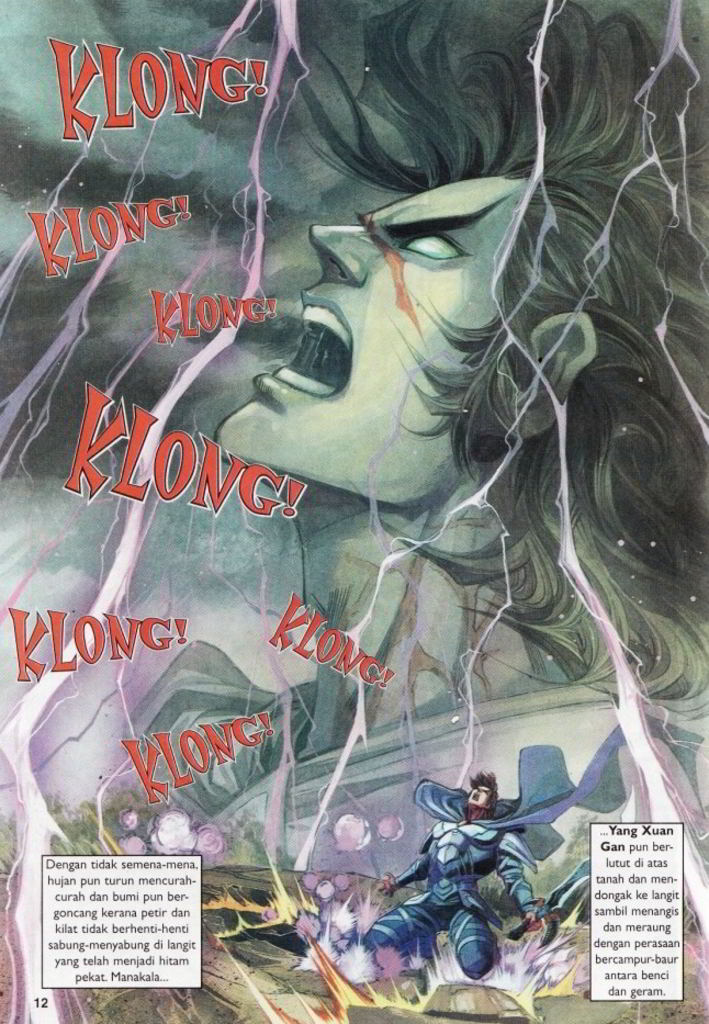 KLONG!
KLONG!
KLONG!
KLONG!
KLONG!
KLONG!
KLONG!
Dengan tidak semena-mena,
hujan pun turun mencurah-
curah dan bumi pun ber-
goncang kerana petir dan
kilat tidak berhenti-henti
sabung-menyabung di langit
yang telah menjadi hitam
pekat. Manakala...
...Yang Xuan
Gan pun ber-
lutut di atas
tanah dan men-
dongak ke langit
sambil menangis
dan meraung
dengan perasaan
bercampur-baur
antara benci
dan geram.
12